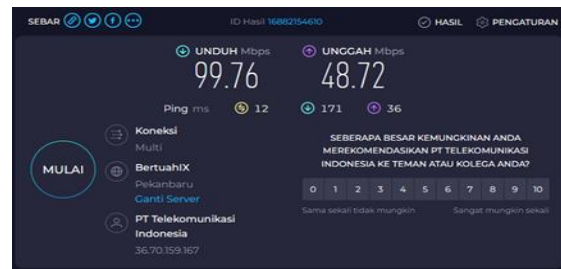 SEBAR
ID Hasil 16882154610
HASIL
PENGATURAN
UNDUH Mbps
99.76
UNGGAH Mbps
48.72
Ping ms 12 171 36
MULAI
Koneksi
Multi
BertuahIX
Pekanbaru
Ganti Server
PT Telekomunikasi
Indonesia
36.70.159.167
SEBERAPA BESAR KEMUNGKINAN ANDA
MEREKOMENDASIKAN PT TELEKOMUNIKASI
INDONESIA KE TEMAN ATAU KOLEGA ANDA?
0 1 2 3 4 5 6 7 8 9 10
Sama sekali tidak mungkin
Sangat mungkin sekali